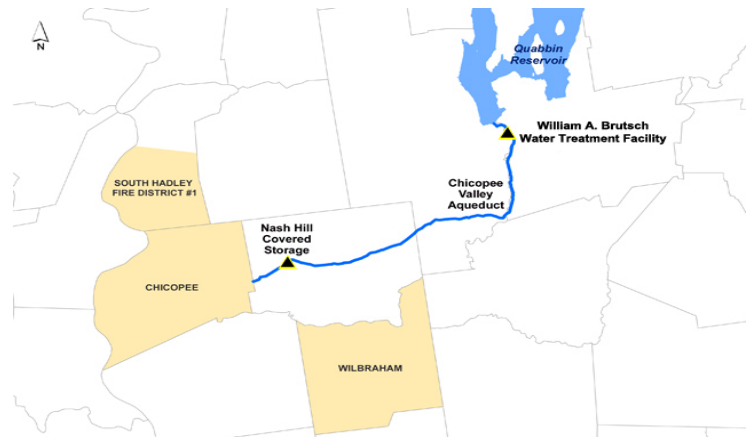 N
Quabbin
Reservoir
William A. Brutsch
Water Treatment Facility
Chicopee
Valley
Aqueduct
SOUTH HADLEY
FIRE DISTRICT #1
Nash Hill
Covered
Storage
CHICOPEE
WILBRAHAM